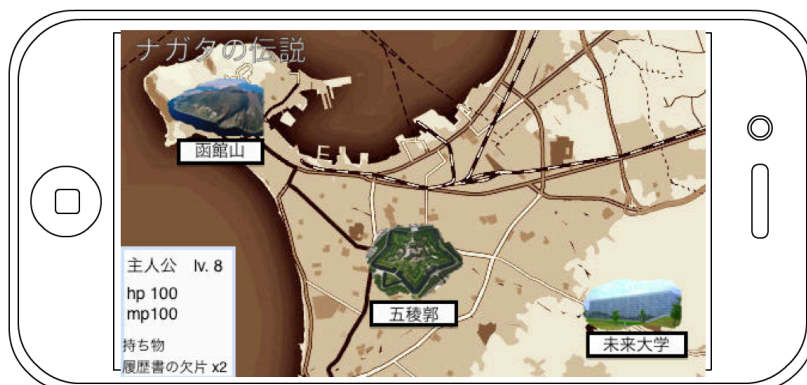 ナガタの伝説
函館山
五稜郭
未来大学
主人公 lv. 8
hp 100
mp100
持ち物
履歴書の欠片 x2